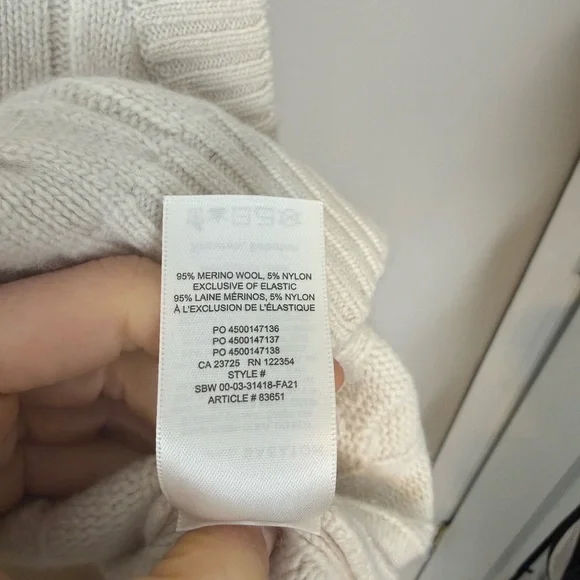 95% MERINO WOOL, 5% NYLON
EXCLUSIVE OF ELASTIC
95% LAINE MÉRINOS, 5% NYLON
À L'EXCLUSION DE L'ÉLASTIQUE
PO 4500147136
PO 4500147137
PO 4500147138
CA 23725 RN 122354
STYLE #
SBW 00-03-31418-FA21
ARTICLE # 83651